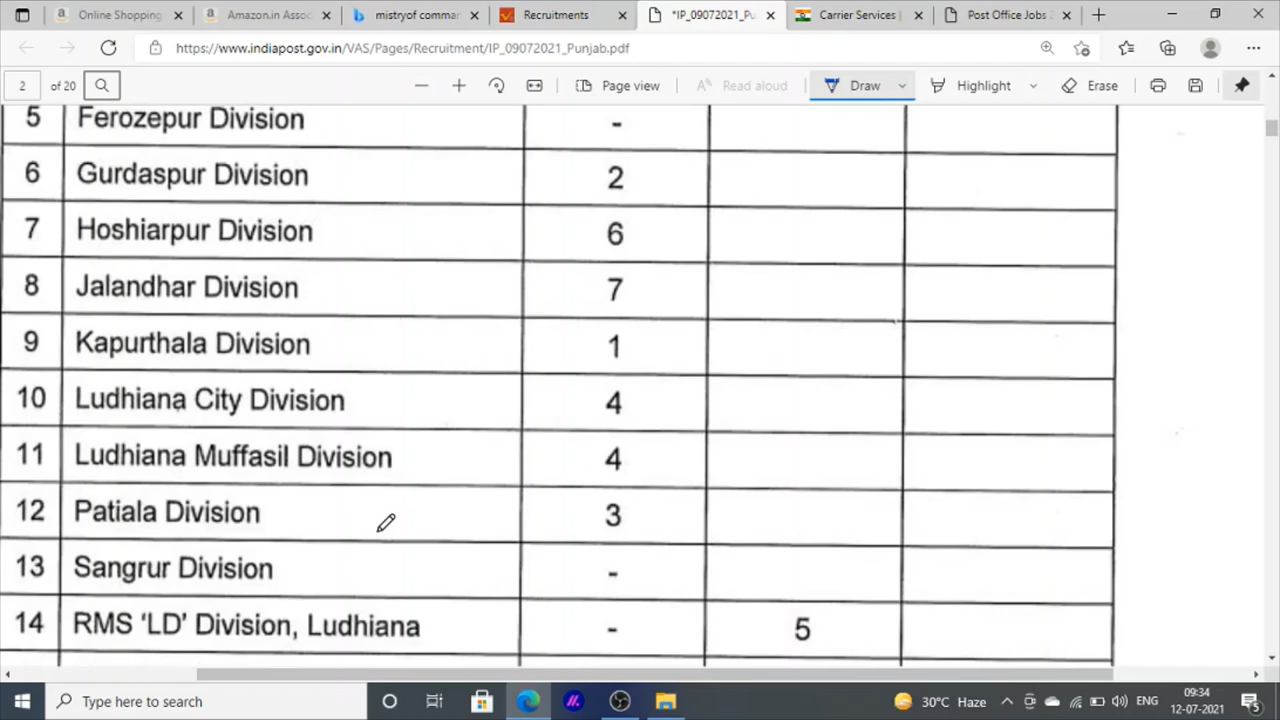 Online Shopping
Amazon.in Assoc
mistryof commar
Recruitments
*IP_09072021_Pu
Carrier Services |
Post Office Jobs 2
https://www.indiapost.gov.in/VAS/Pages/Recruitment/IP_09072021_Punjab.pdf
2 of 20 Page view Read aloud Draw Highlight Erase
5 Ferozepur Division -
6 Gurdaspur Division 2
7 Hoshiarpur Division 6
8 Jalandhar Division 7
9 Kapurthala Division 1
10 Ludhiana City Division 4
11 Ludhiana Muffasil Division 4
12 Patiala Division 3
13 Sangrur Division -
14 RMS ‘LD’ Division, Ludhiana - 5
Type here to search
30°C Haze
ENG
09:34
12-07-2021
5